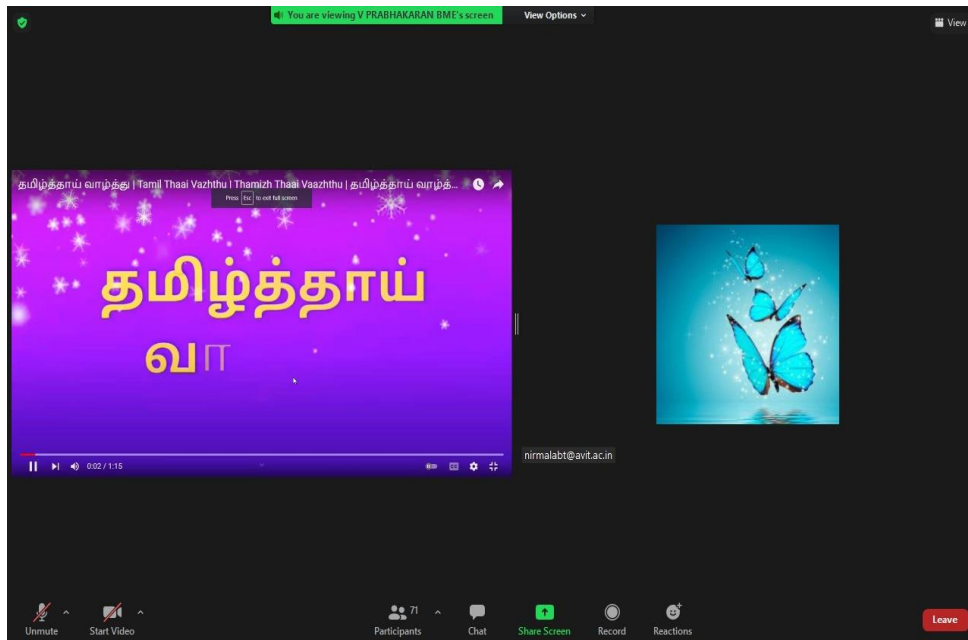 You are viewing V PRABHAKARAN BME's screen
View Options
View
தமிழ்த்தாய் வாழ்த்து | Tamil Thaai Vazhthu | Thamizh Thaai Vaazhthu | தமிழ்த்தாய் வாழ்த்...
Press Esc to exit full screen
தமிழ்த்தாய்
வா
0:02 / 1:15
nirmalabt@avit.ac.in
Unmute
Start Video
71
Participants
Chat
Share Screen
Record
Reactions
Leave